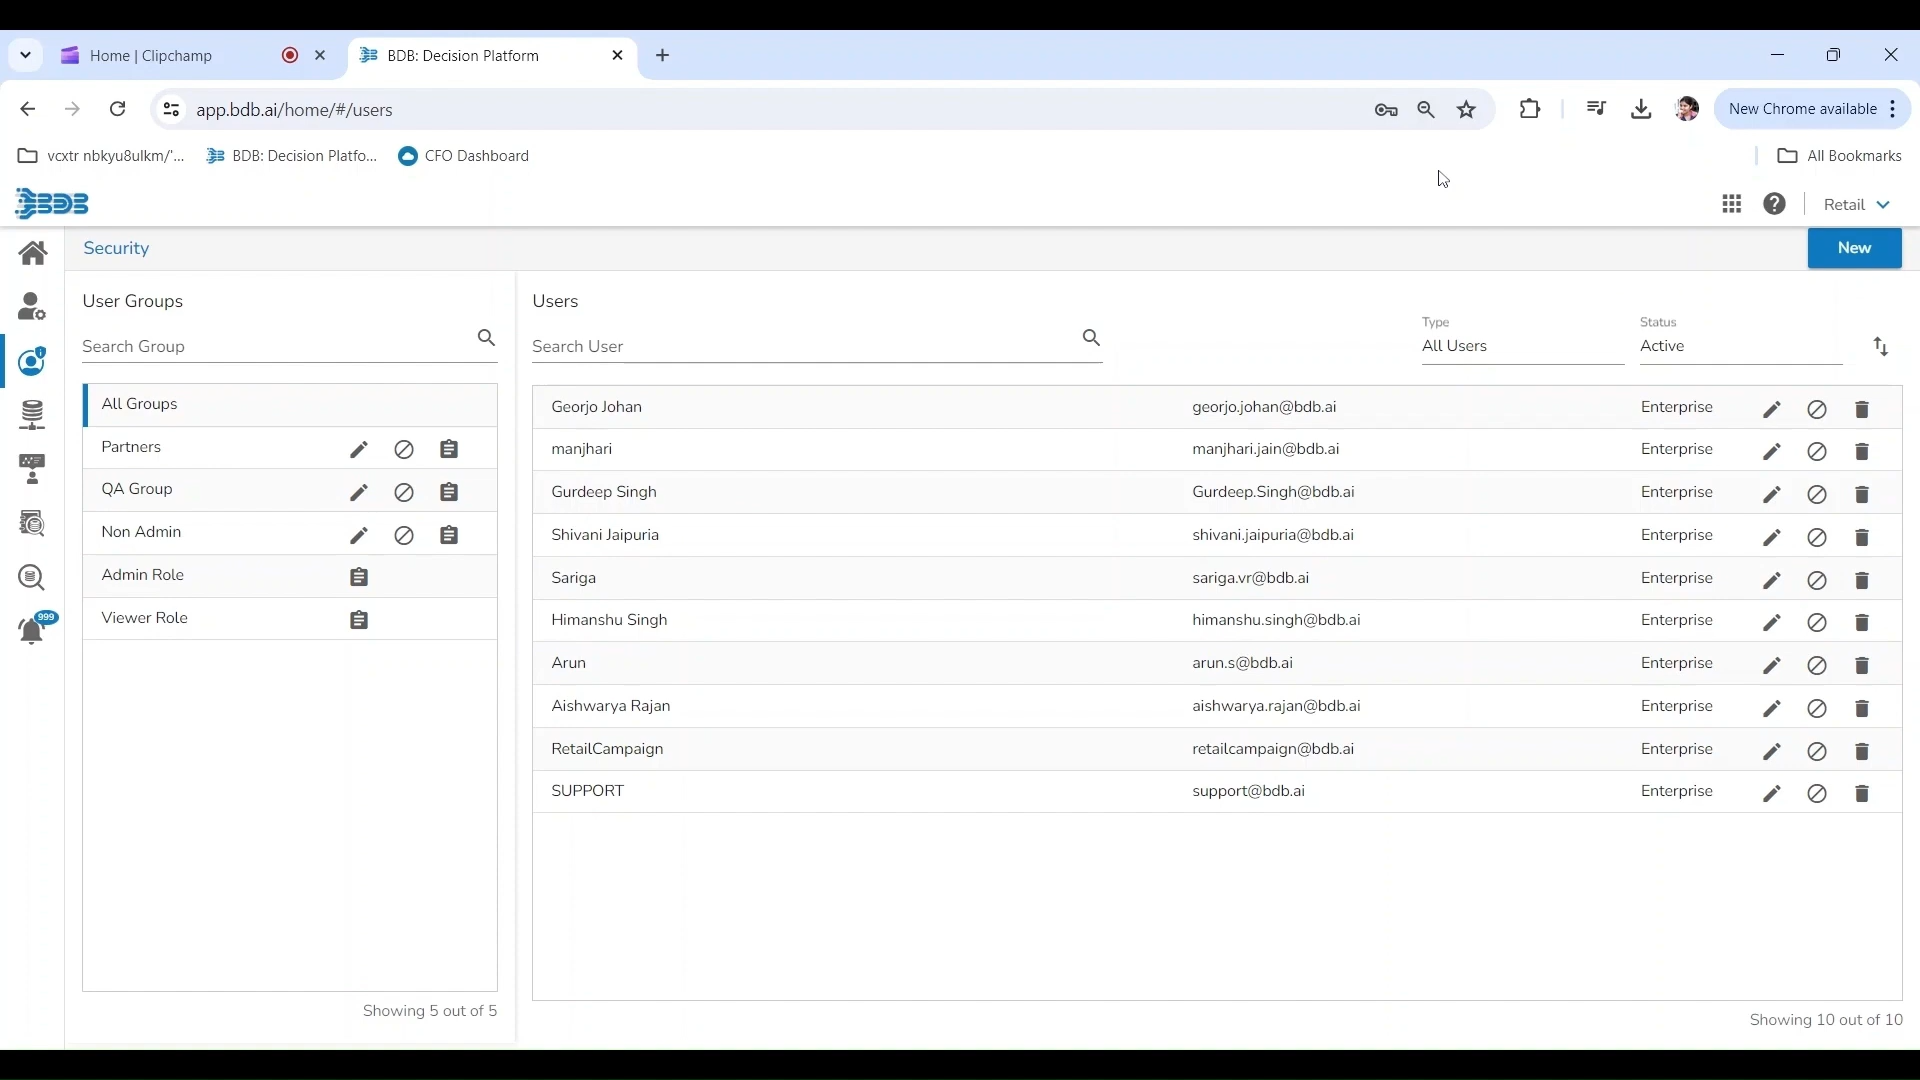 Home | Clipchamp
BDB: Decision Platform
app.bdb.ai/home/#/users
New Chrome available
vcxtr nbkyu8ulkm/'...
BDB: Decision Platfo...
CFO Dashboard
All Bookmarks
BDB
Retail
Security
New
User Groups
Users
Search Group
Search User
Type
All Users
Status
Active
All Groups
Partners
QA Group
Non Admin
Admin Role
Viewer Role
999
Georjo Johan georjo.johan@bdb.ai Enterprise
manjhari manjhari.jain@bdb.ai Enterprise
Gurdeep Singh Gurdeep.Singh@bdb.ai Enterprise
Shivani Jaipuria shivani.jaipuria@bdb.ai Enterprise
Sariga sariga.vr@bdb.ai Enterprise
Himanshu Singh himanshu.singh@bdb.ai Enterprise
Arun arun.s@bdb.ai Enterprise
Aishwarya Rajan aishwarya.rajan@bdb.ai Enterprise
RetailCampaign retailcampaign@bdb.ai Enterprise
SUPPORT support@bdb.ai Enterprise
Showing 5 out of 5
Showing 10 out of 10